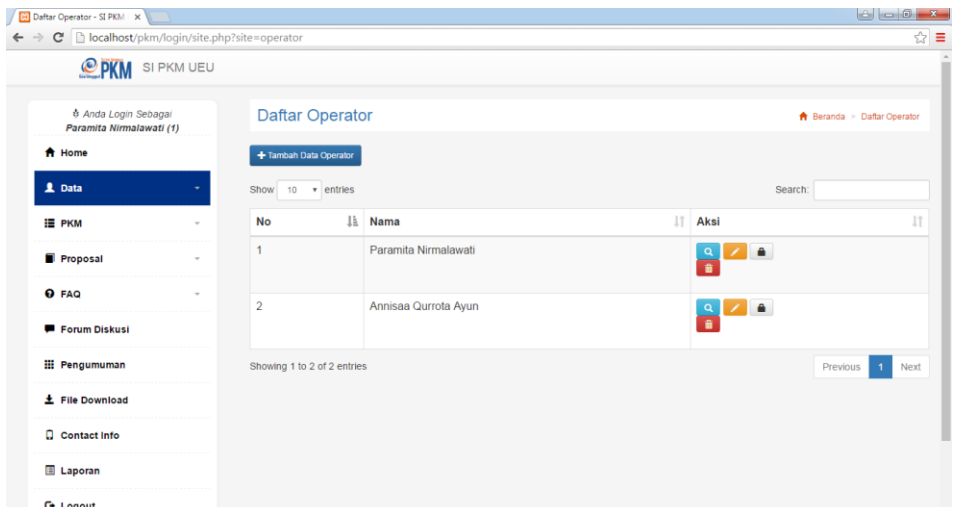 Daftar Operator - SI PKM
localhost/pkm/login/site.php?site=operator
PKM SI PKM UEU
Anda Login Sebagai
Paramita Nirmalawati (1)
Home
Data
PKM
Proposal
FAQ
Forum Diskusi
Pengumuman
File Download
Contact Info
Laporan
Logout
Daftar Operator
Beranda > Daftar Operator
+ Tambah Data Operator
Show 10 entries
Search:
No Nama Aksi
1 Paramita Nirmalawati
2 Annisaa Qurrota Ayun
Showing 1 to 2 of 2 entries
Previous 1 Next